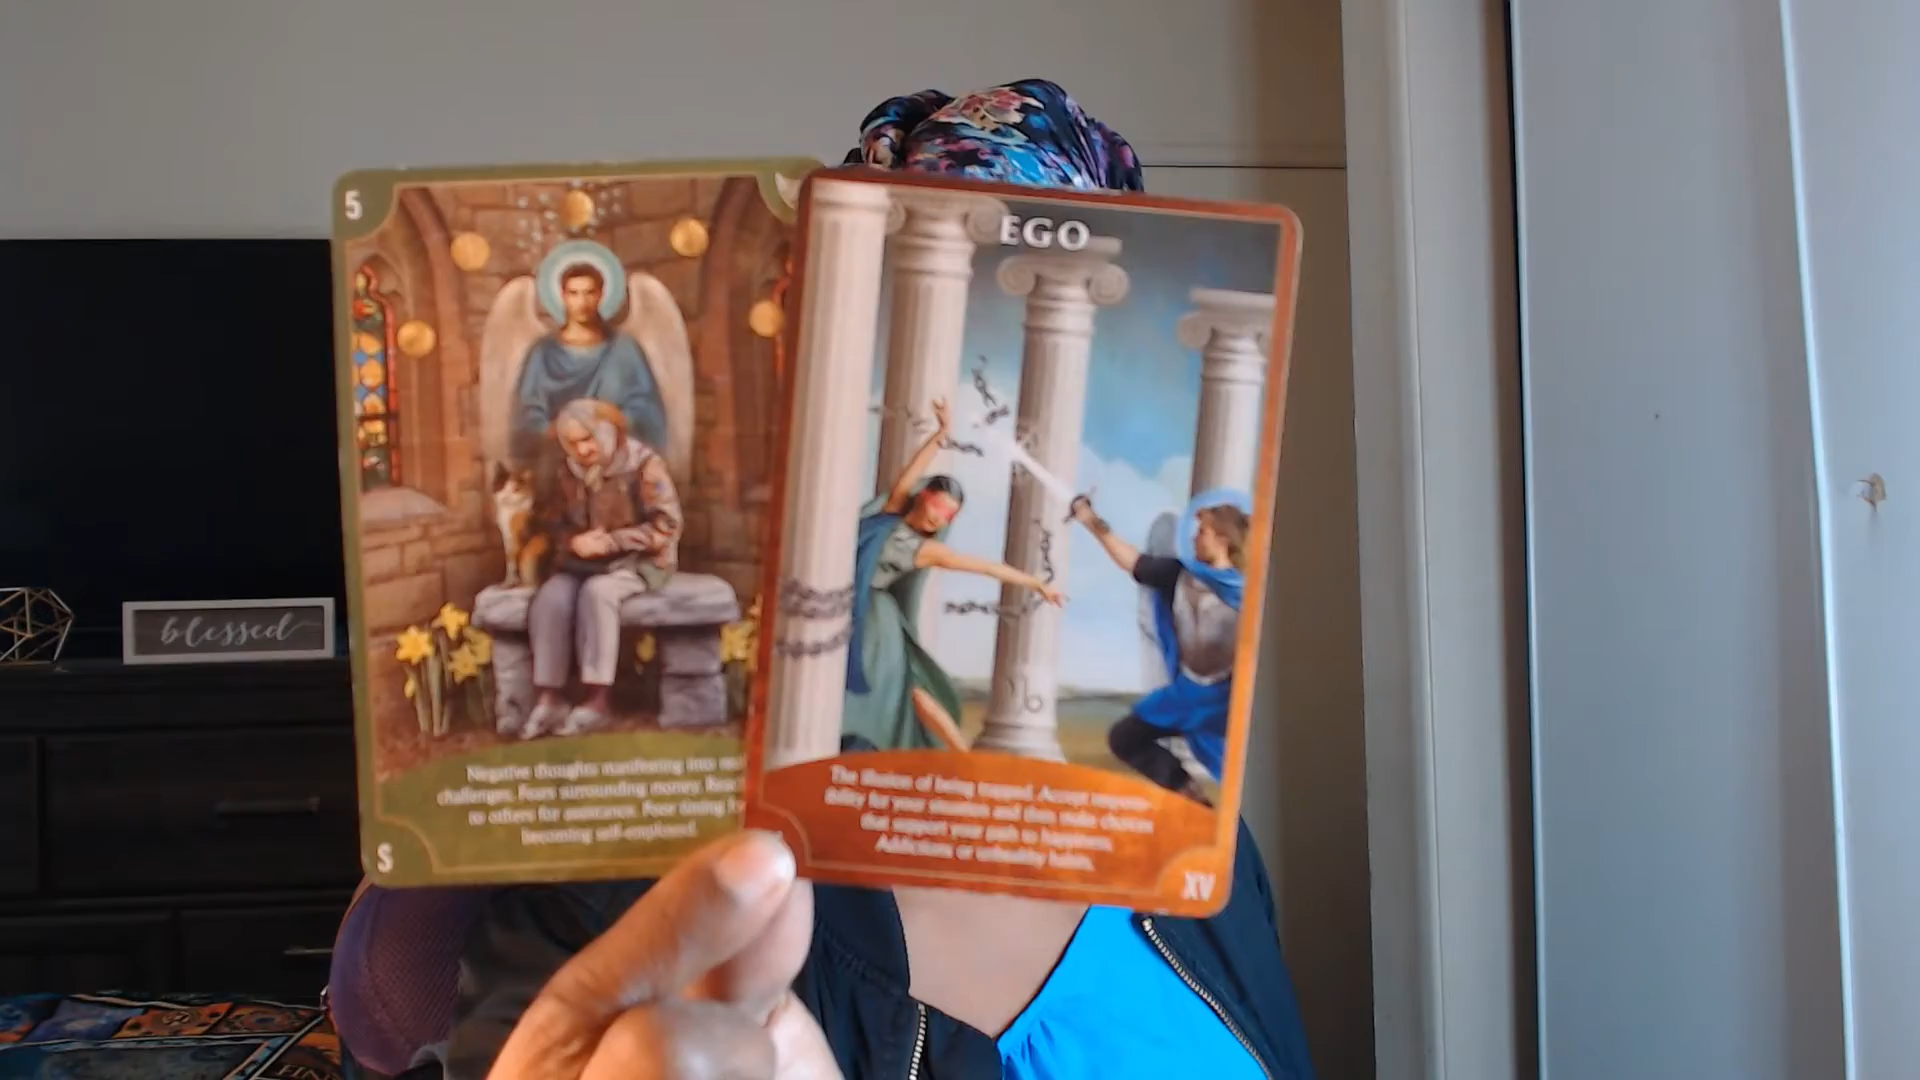 5
Negative thoughts manifesting into
challenges. Fears surrounding money.
to others for assistance. Poor timing
becoming self-employed.
S
EGO
The illusion of being trapped. Accept responsi-
bility for your situation and then make choices
that support your path to happiness.
Addictions or unhealthy habits.
XV
blessed